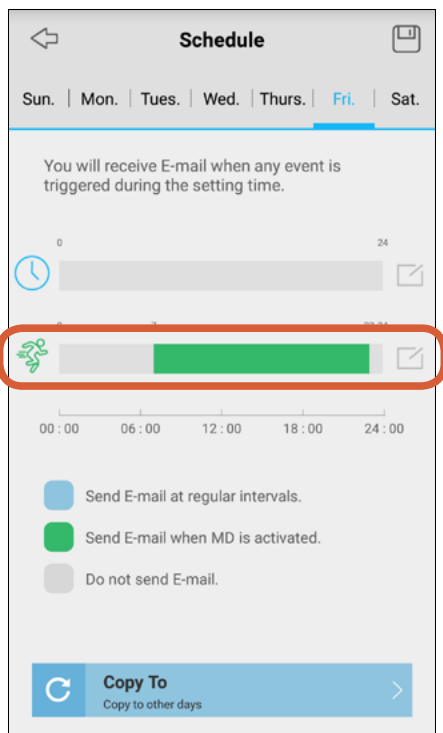 Schedule
Sun. | Mon. | Tues. | Wed. | Thurs. | Fri. | Sat.
You will receive E-mail when any event is
triggered during the setting time.
0 24
00:00 06:00 12:00 18:00 24:00
Send E-mail at regular intervals.
Send E-mail when MD is activated.
Do not send E-mail.
Copy To
Copy to other days